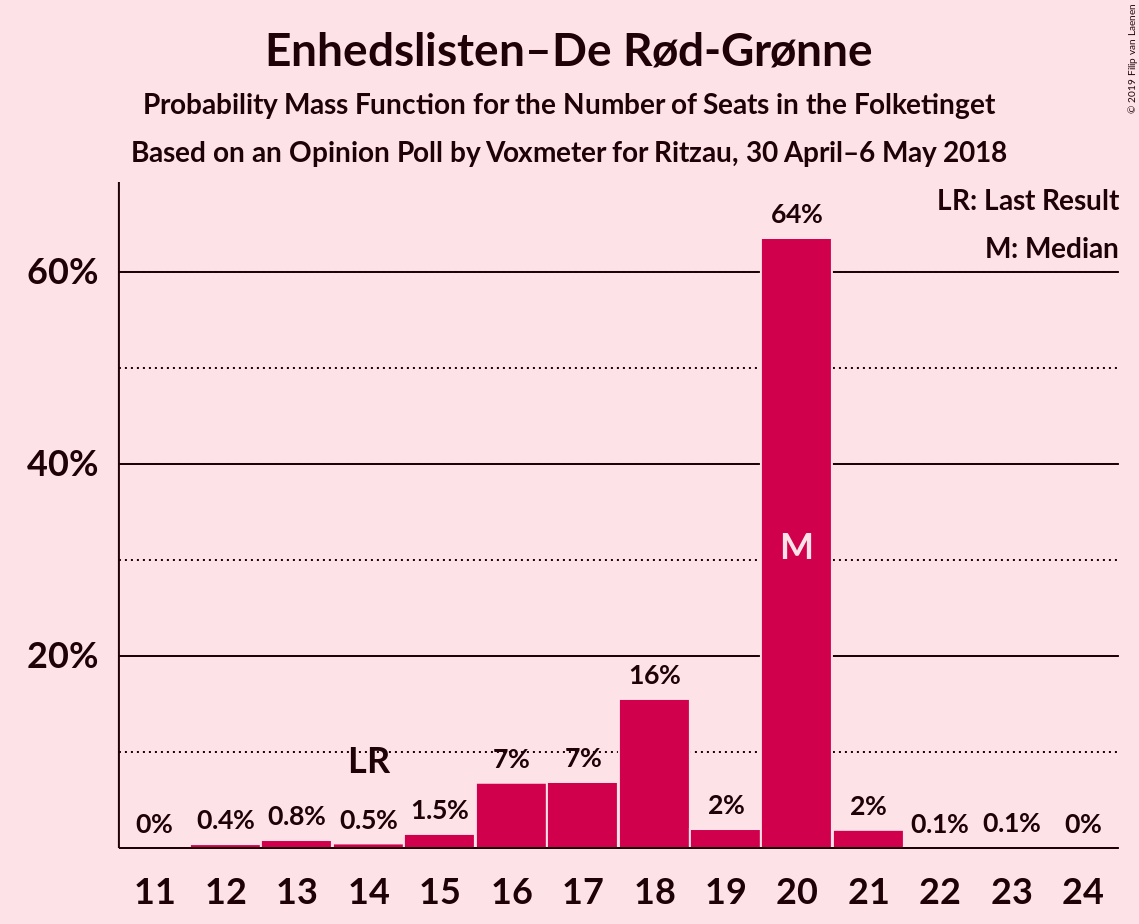 Enhedslisten–De Rød-Grønne
Probability Mass Function for the Number of Seats in the Folketinget
Based on an Opinion Poll by Voxmeter for Ritzau, 30 April–6 May 2018
© 2019 Filip van Laenen
LR: Last Result
M: Median
60%
40%
20%
0%
0.4%
0.8%
0.5%
1.5%
7%
7%
16%
2%
64%
2%
0.1%
0.1%
0%
LR
M
11 12 13 14 15 16 17 18 19 20 21 22 23 24